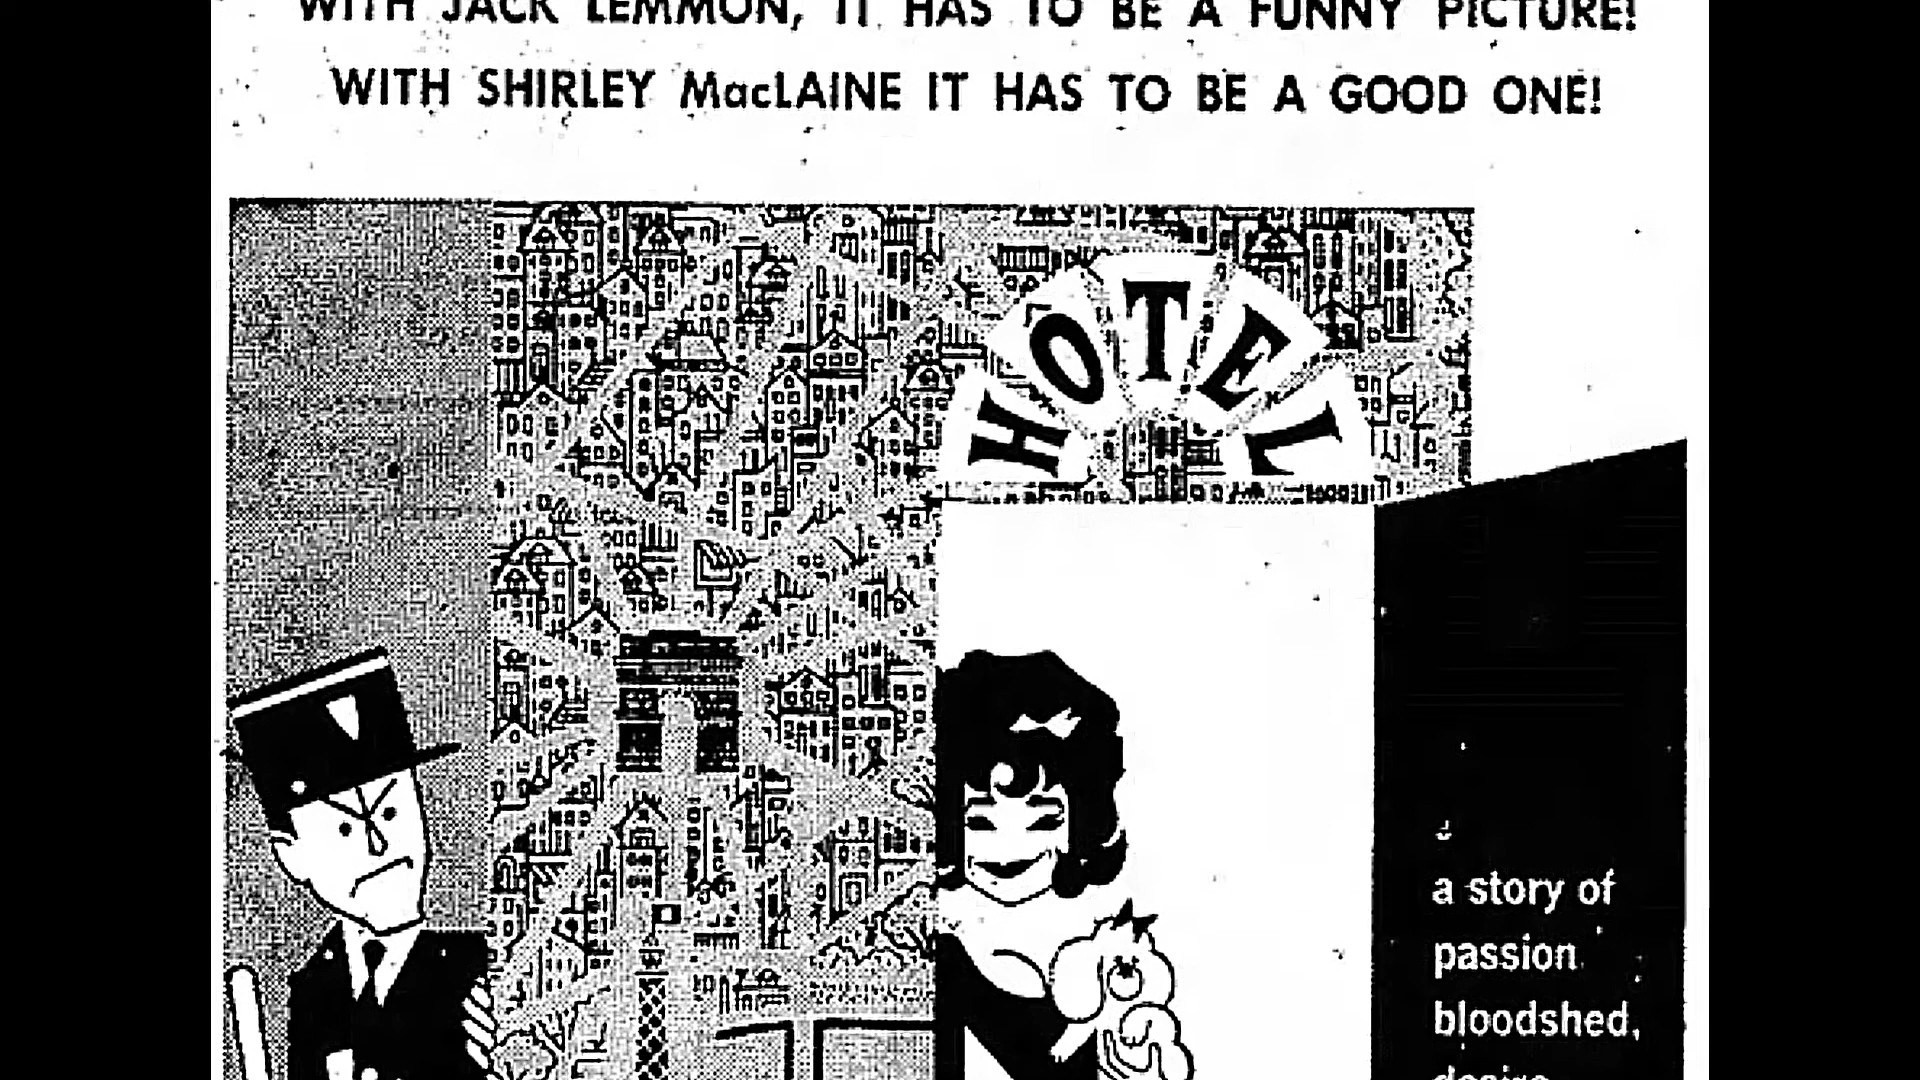 WITH JACK LEMMON, IT HAS TO BE A FUNNY PICTURE!
WITH SHIRLEY MacLAINE IT HAS TO BE A GOOD ONE!
HOTEL
a story of
passion
bloodshed,
desire